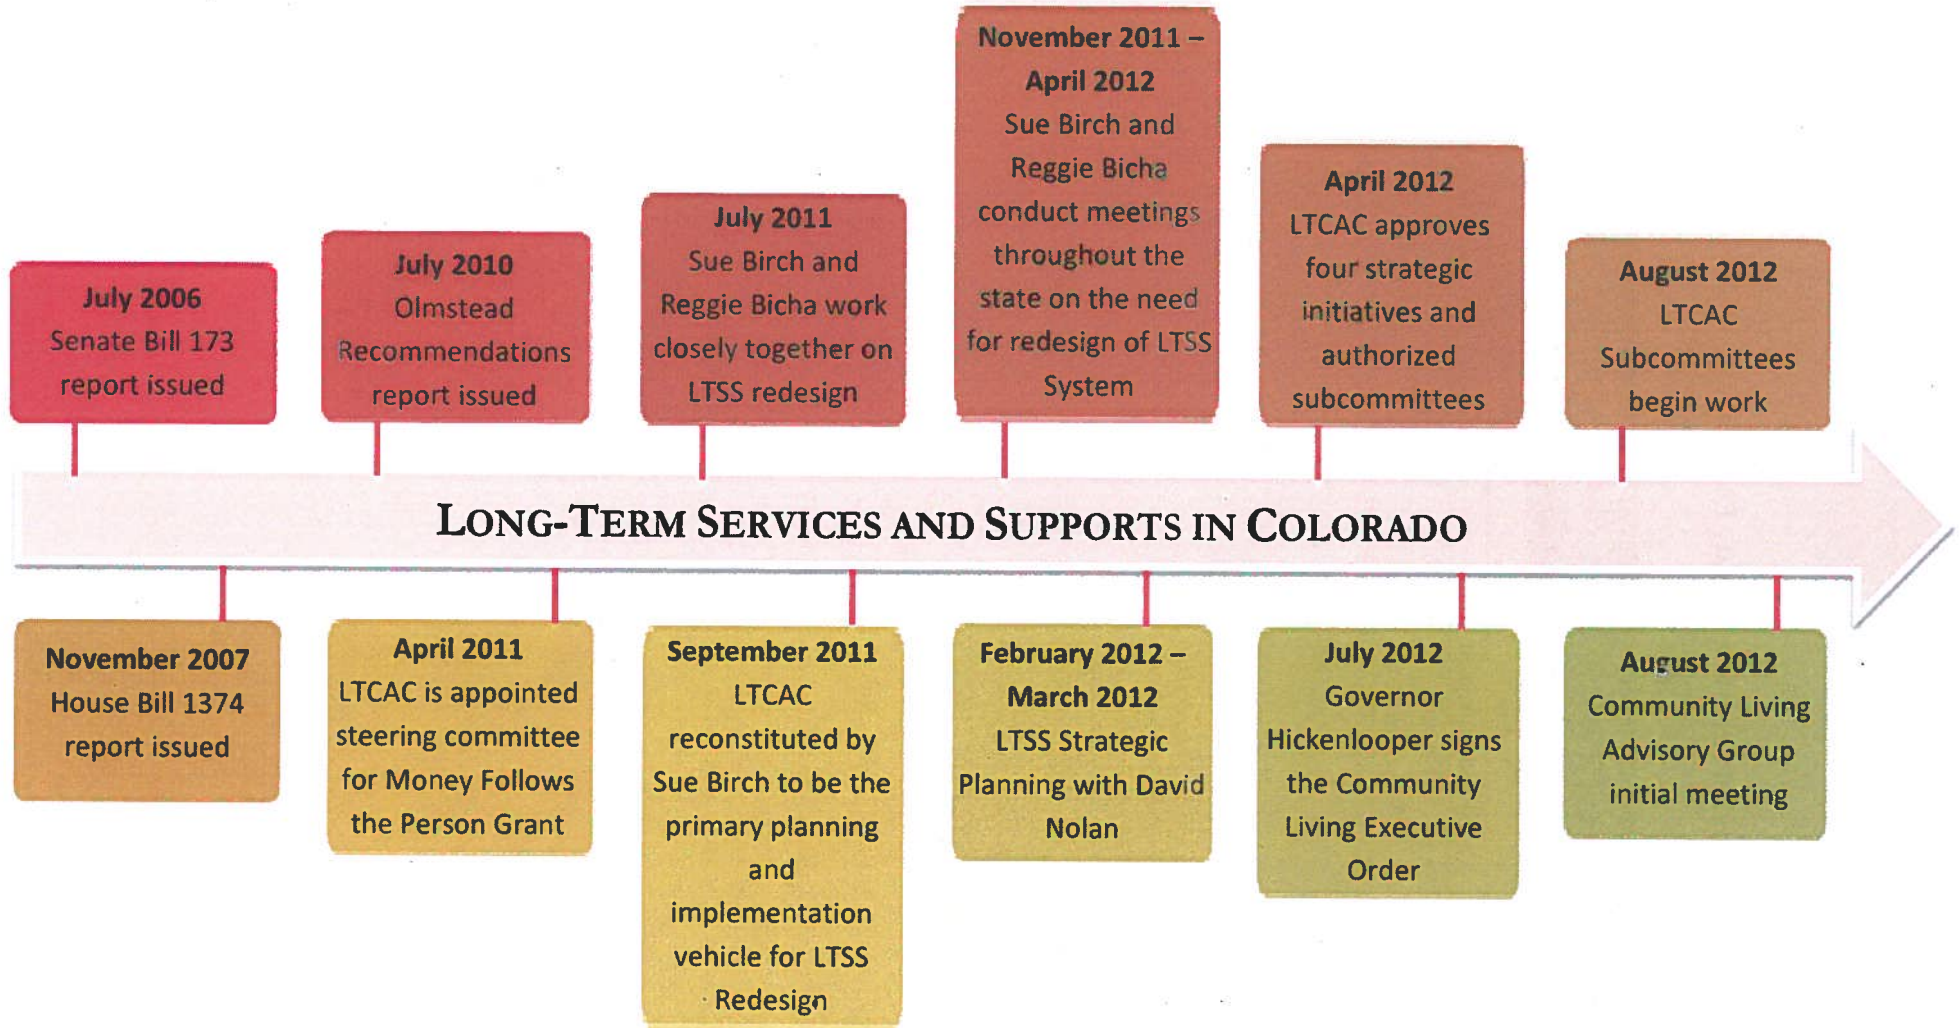 November 2011 –
April 2012
Sue Birch and
Reggie Bicha
conduct meetings
throughout the
state on the need
for redesign of LTSS
System
April 2012
LTCAC approves
four strategic
initiatives and
authorized
subcommittees
July 2011
Sue Birch and
Reggie Bicha work
closely together on
LTSS redesign
July 2010
Olmstead
Recommendations
report issued
August 2012
LTCAC
Subcommittees
begin work
July 2006
Senate Bill 173
report issued
LONG-TERM SERVICES AND SUPPORTS IN COLORADO
November 2007
House Bill 1374
report issued
April 2011
LTCAC is appointed
steering committee
for Money Follows
the Person Grant
September 2011
LTCAC
reconstituted by
Sue Birch to be the
primary planning
and
implementation
vehicle for LTSS
Redesign
February 2012 –
March 2012
LTSS Strategic
Planning with David
Nolan
July 2012
Governor
Hickenlooper signs
the Community
Living Executive
Order
August 2012
Community Living
Advisory Group
initial meeting